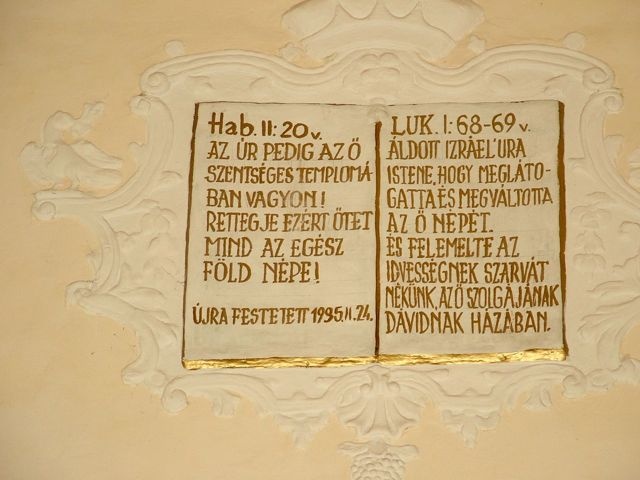 Hab. II: 20 v.
AZ ÚR PEDIG AZ Ő
SZENTSÉGES TEMPLOMÁ
BAN VAGYON!
RETTEGJE EZÉRT ŐTET
MIND AZ EGÉSZ
FÖLD NÉPE!
ÚJRA FESTETETT 1995.II.24.
LUK. I: 68-69 v.
ÁLDOTT IZRÁEL'URA
ISTENE, HOGY MEGLÁTO-
GATTA ÉS MEGVÁLTOTTA
AZ Ő NÉPÉT.
ÉS FELEMELTE AZ
IDVESSÉGNEK SZARVÁT
NÉKÜNK, AZ Ő SZOLGÁJÁNAK
DÁVIDNAK HÁZÁBAN.